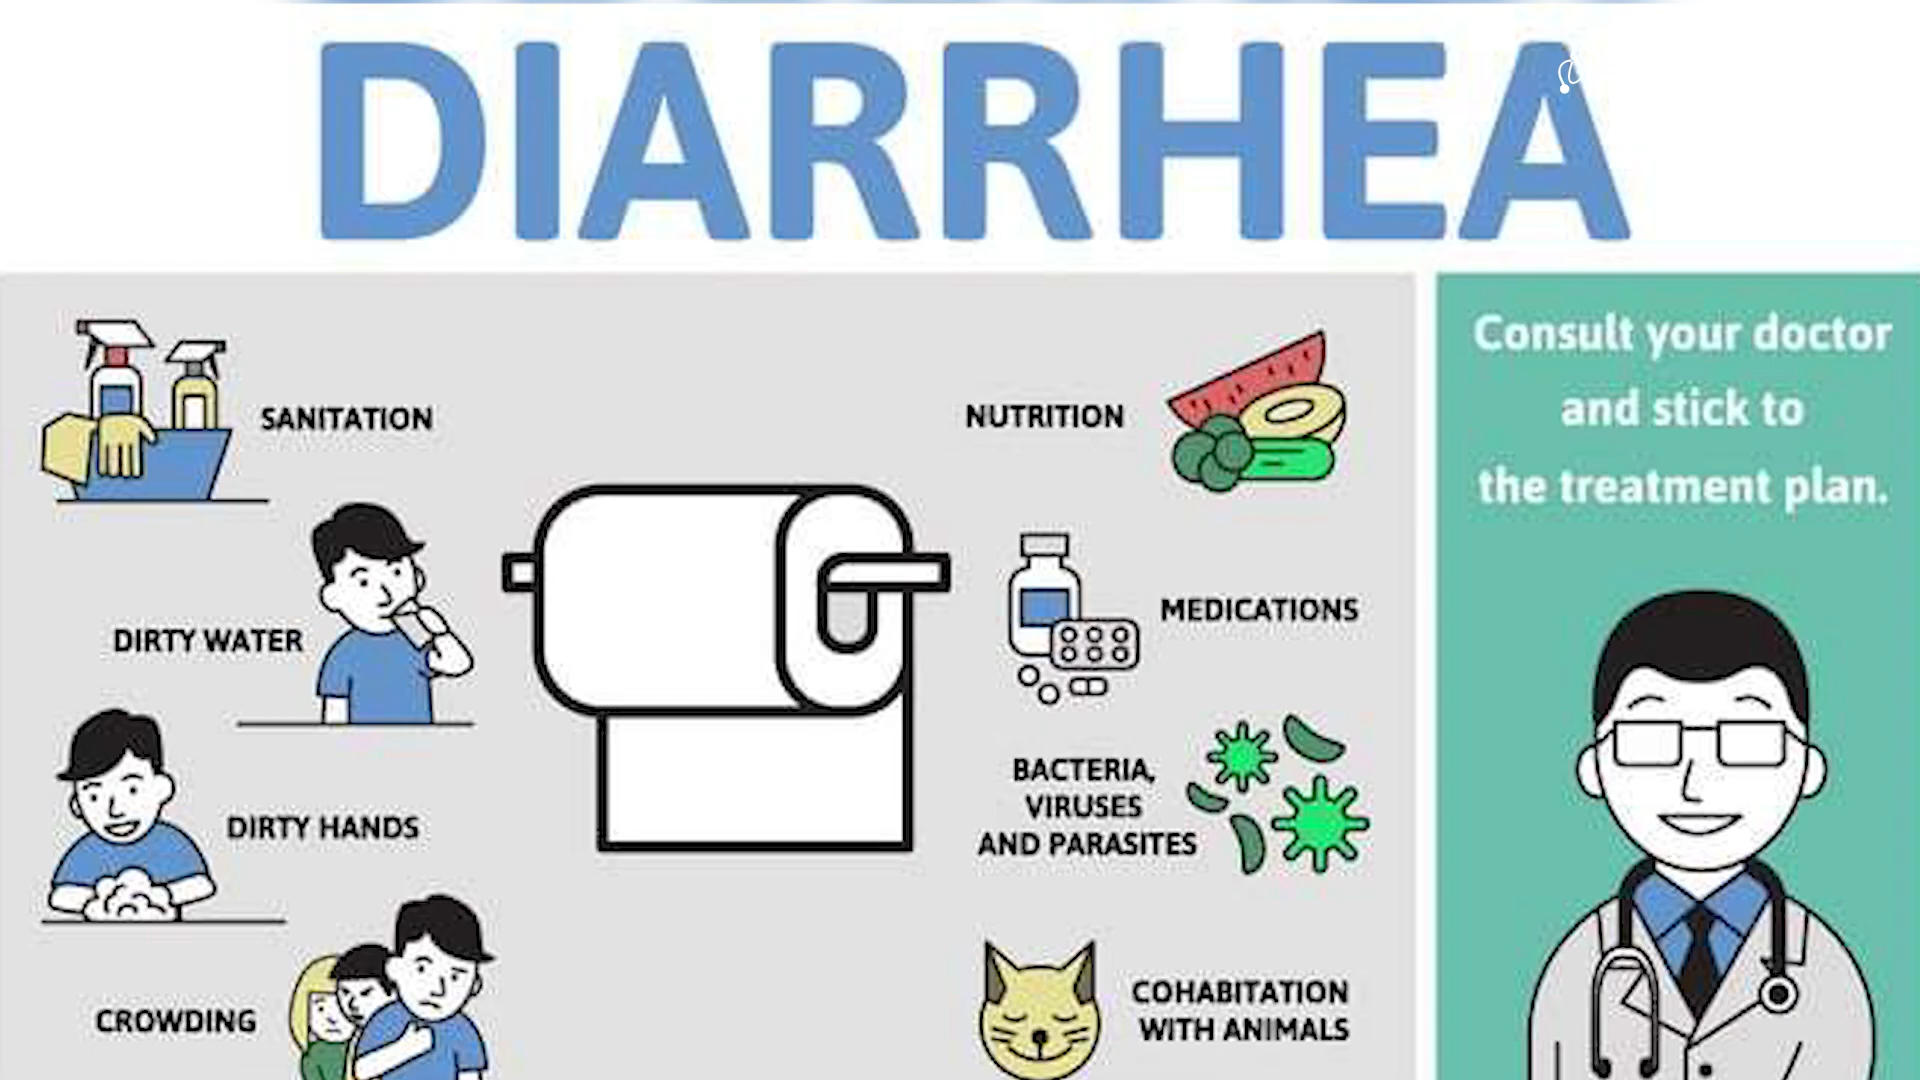 DIARRHEA
SANITATION
DIRTY WATER
DIRTY HANDS
CROWDING
NUTRITION
MEDICATIONS
BACTERIA,
VIRUSES
AND PARASITES
COHABITATION
WITH ANIMALS
Consult your doctor
and stick to
the treatment plan.